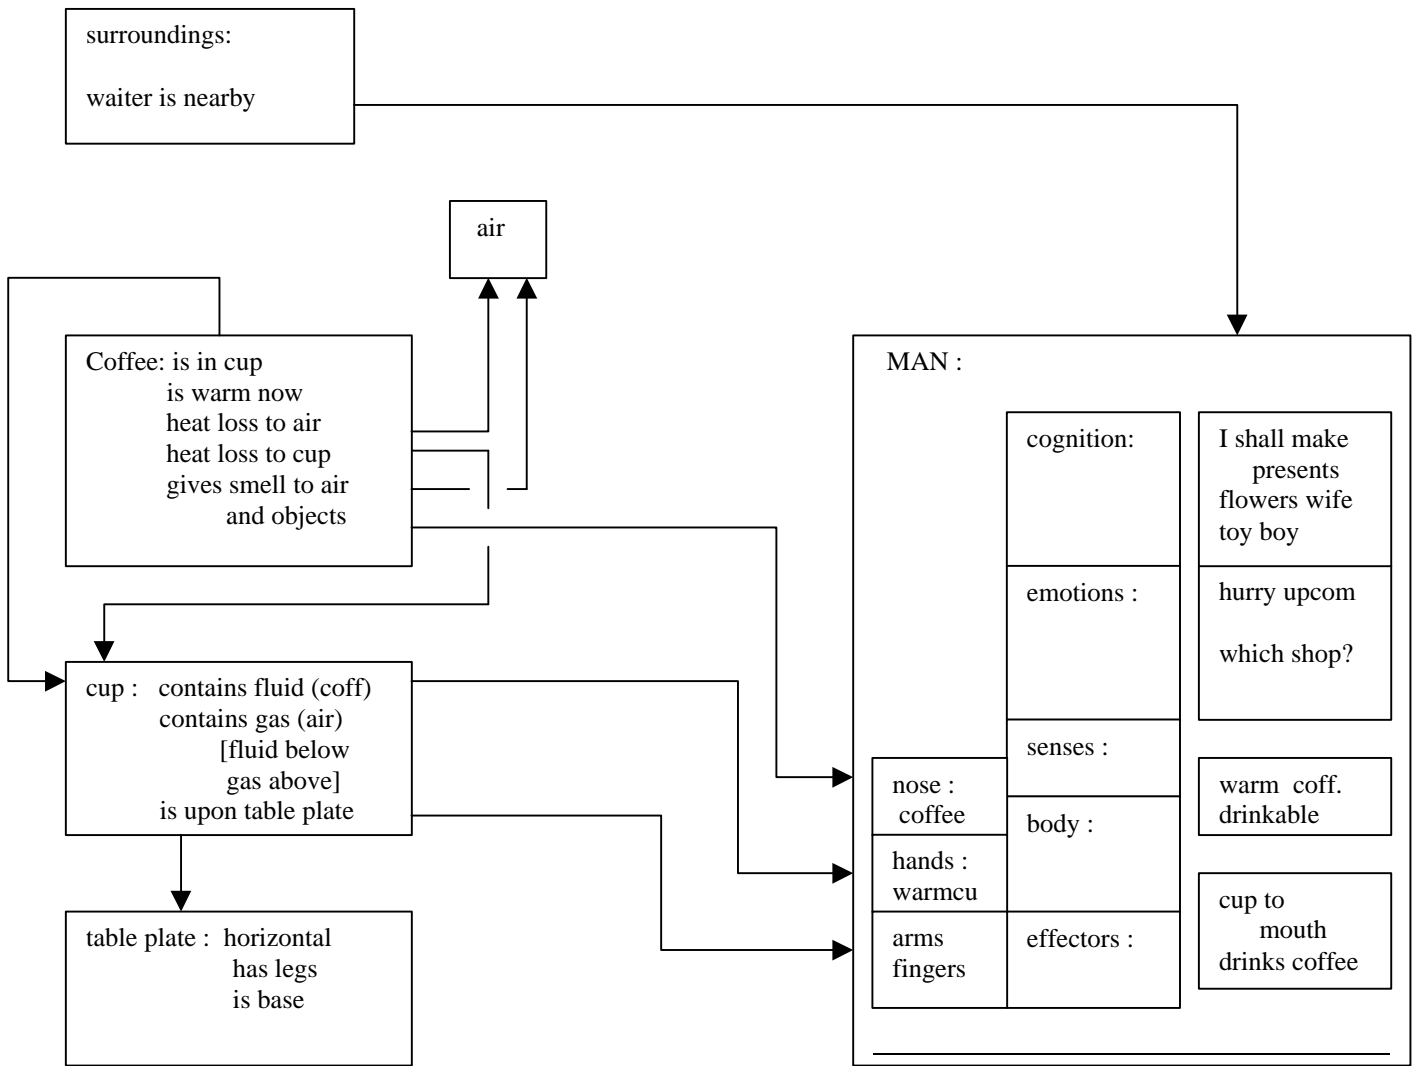 surroundings:
waiter is nearby
air
Coffee: is in cup
is warm now
heat loss to air
heat loss to cup
gives smell to air
and objects
cup : contains fluid (coff)
contains gas (air)
[fluid below
gas above]
is upon table plate
table plate : horizontal
has legs
is base
MAN :
cognition:
I shall make
presents
flowers wife
toy boy
emotions :
hurry upcom
which shop?
senses :
nose :
coffee
warm coff.
drinkable
body :
hands :
warmcu
cup to
mouth
drinks coffee
arms
fingers
effectors :